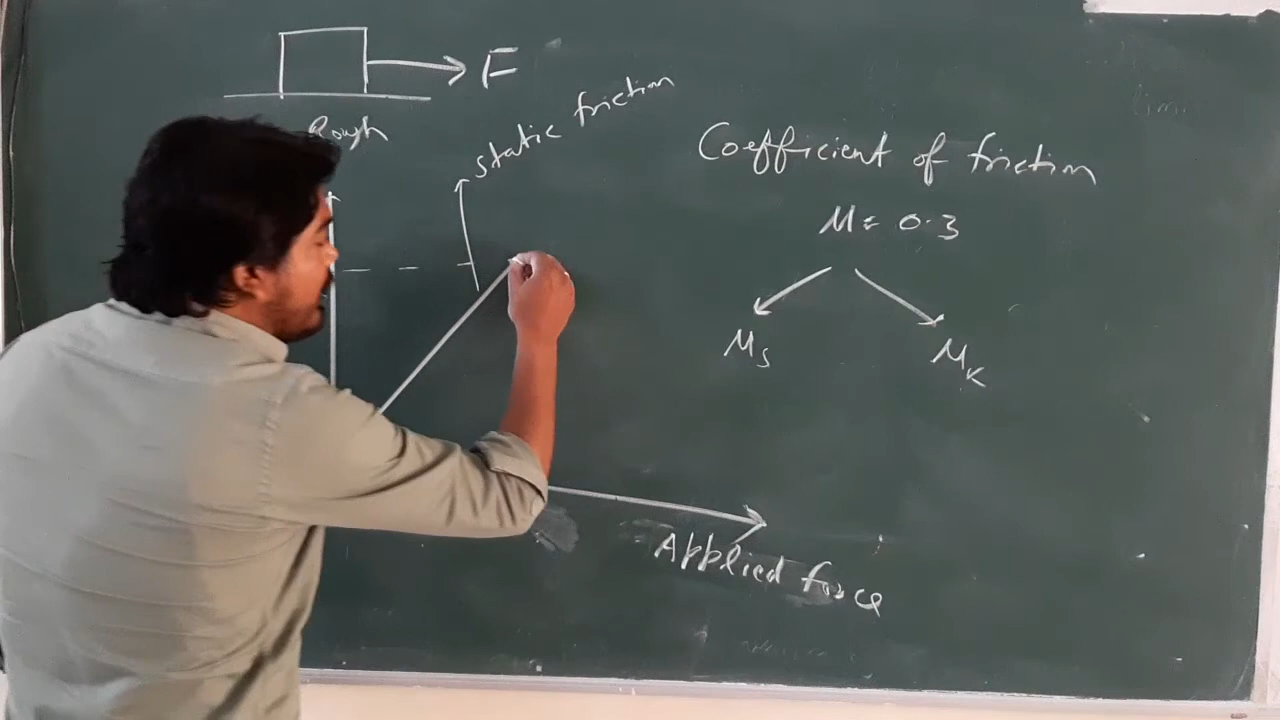 F
Rough
static friction
Coefficient of friction
μ = 0.3
μs
μK
Applied force